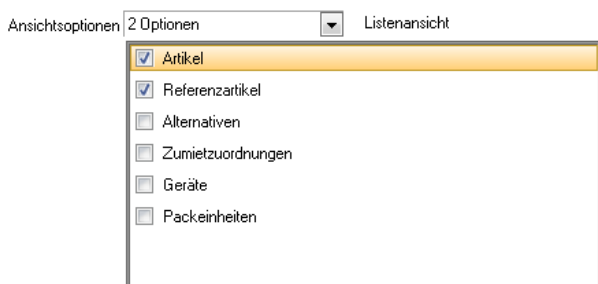 Ansichtsoptionen 2 Optionen Listenansicht
Artikel
Referenzartikel
Alternativen
Zumietzuordnungen
Geräte
Packeinheiten